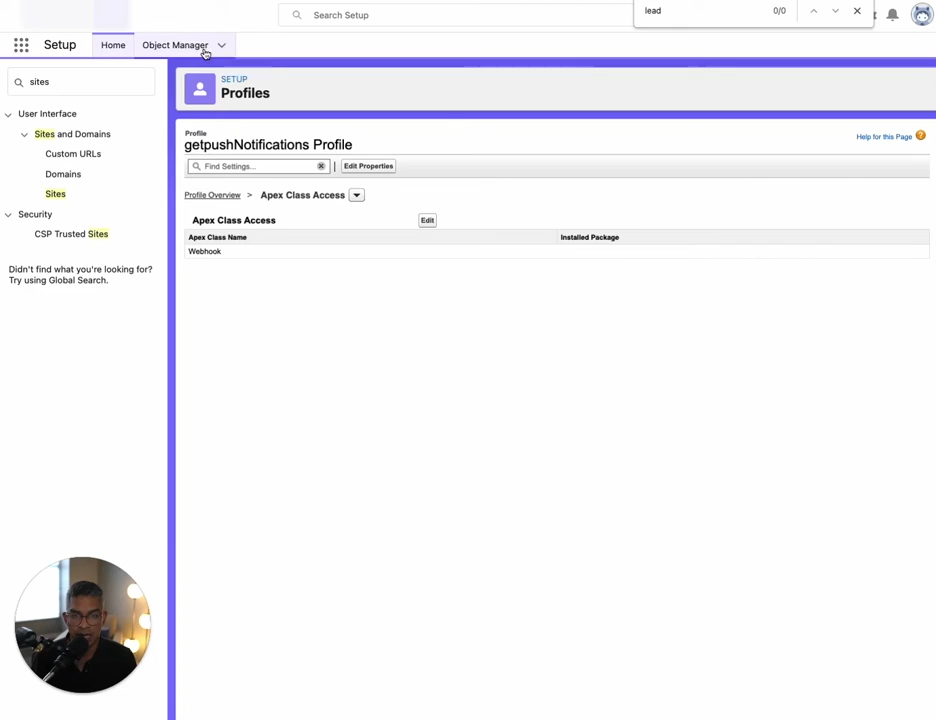 lead
0/0
Search Setup
Setup
Home
Object Manager
sites
SETUP
Profiles
User Interface
Sites and Domains
Custom URLs
Domains
Sites
Security
CSP Trusted Sites
Didn't find what you're looking for?
Try using Global Search.
Profile
getpushNotifications Profile
Help for this Page
Find Settings...
Edit Properties
Profile Overview > Apex Class Access
Apex Class Access
Edit
Apex Class Name
Installed Package
Webhook